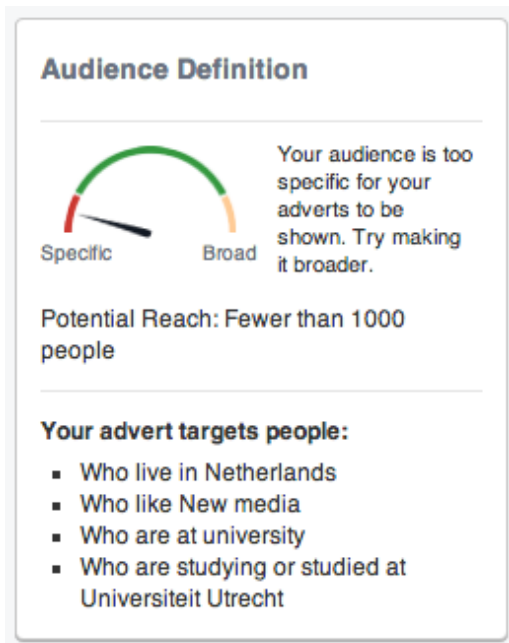 Audience Definition
Your audience is too
specific for your
adverts to be
shown. Try making
it broader.
Specific
Broad
Potential Reach: Fewer than 1000
people
Your advert targets people:
Who live in Netherlands
Who like New media
Who are at university
Who are studying or studied at
Universiteit Utrecht